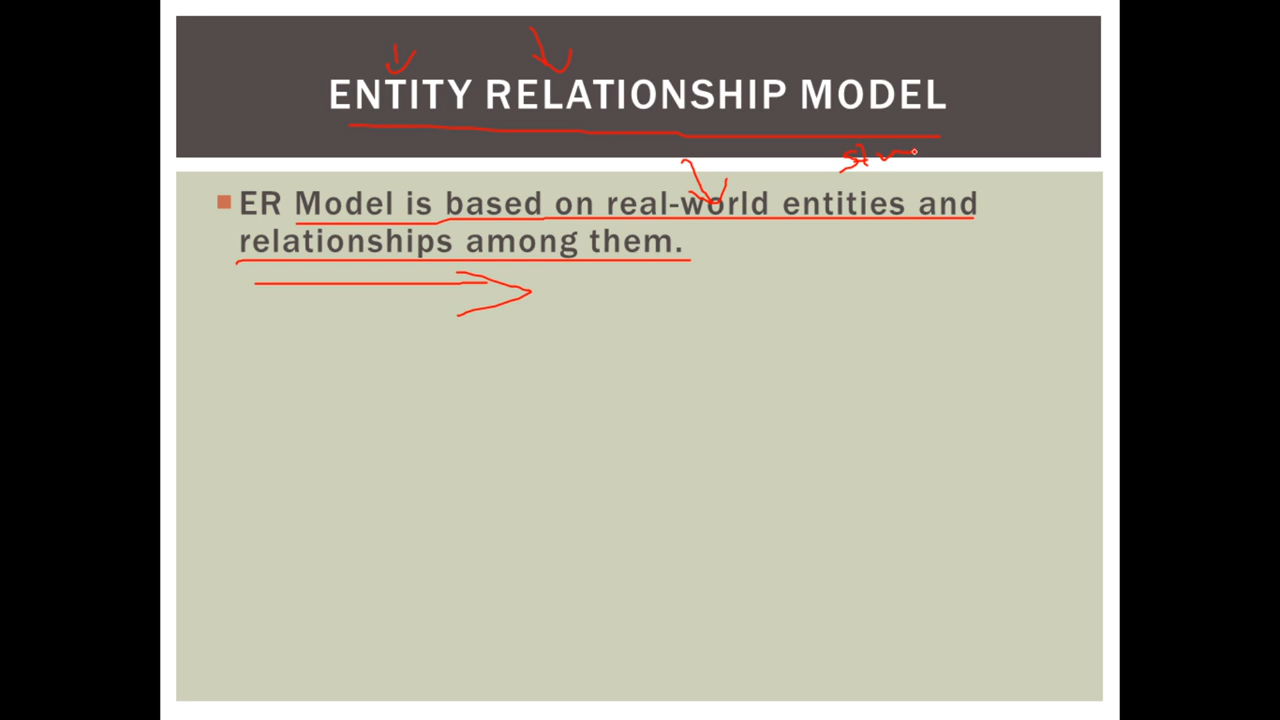 ENTITY RELATIONSHIP MODEL
ER Model is based on real-world entities and
relationships among them.